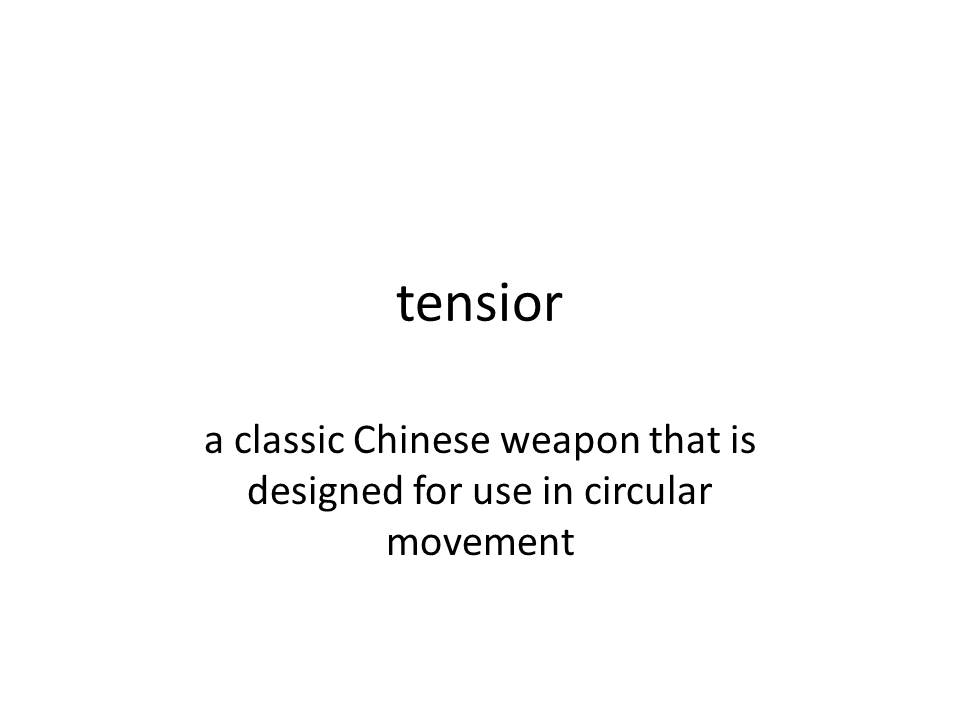 tensior
a classic Chinese weapon that is
designed for use in circular
movement